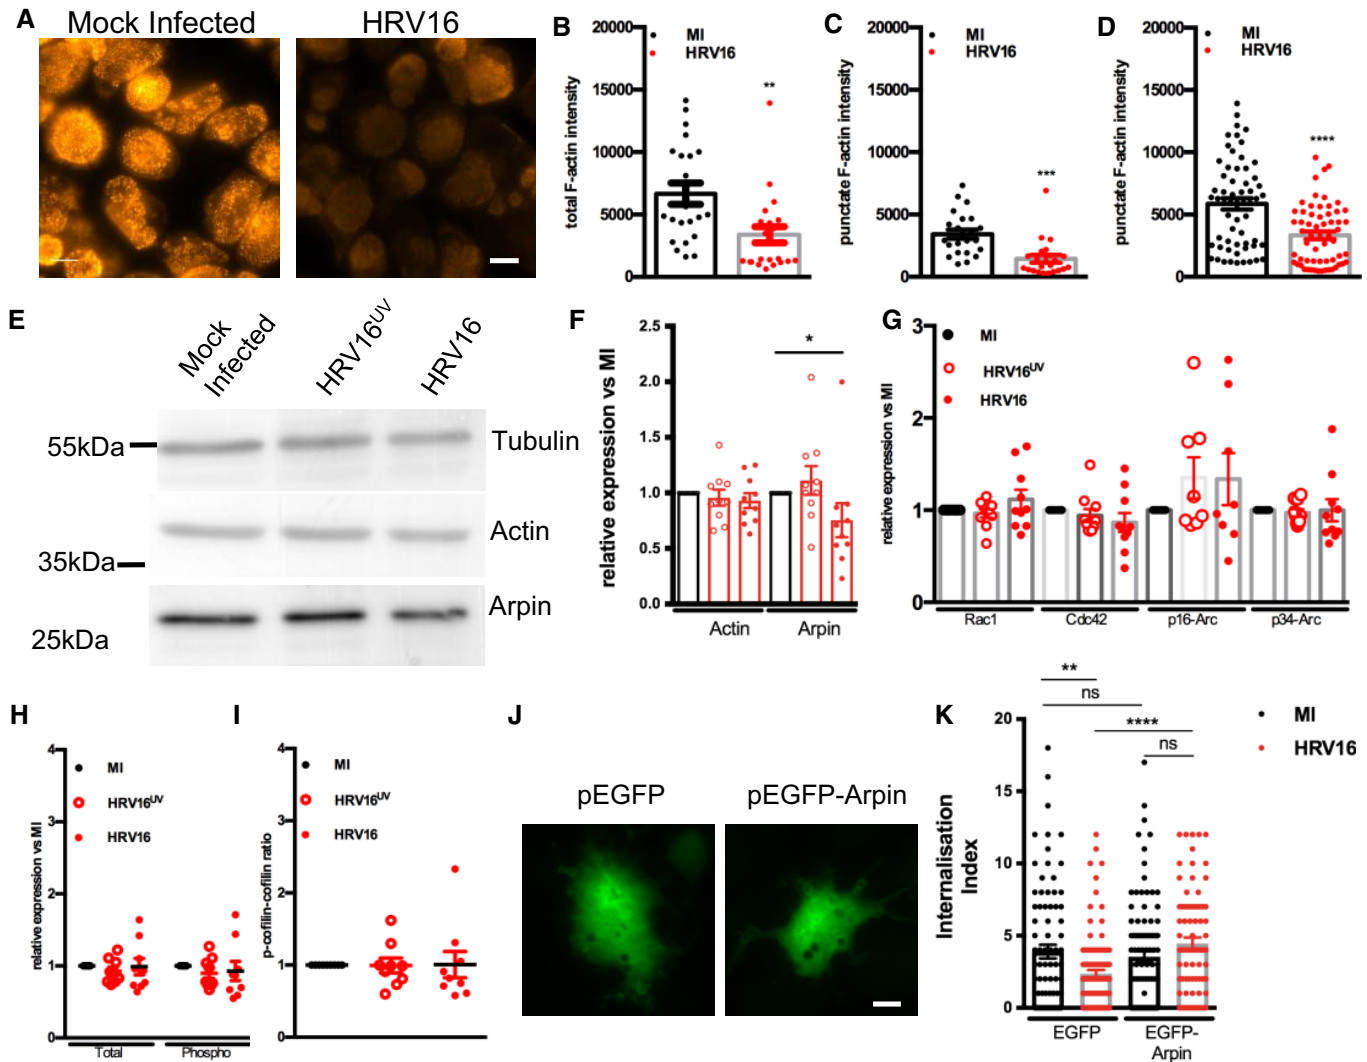 A
Mock Infected
HRV16
B
20000
15000
10000
5000
0
total F-actin intensity
MI
HRV16
**
C
20000
15000
10000
5000
0
punctate F-actin intensity
MI
HRV16
***
D
20000
15000
10000
5000
0
punctate F-actin intensity
MI
HRV16
****
E
Mock
Infected
HRV16UV
HRV16
55kDa
Tubulin
Actin
35kDa
Arpin
25kDa
F
2.5
2.0
1.5
1.0
0.5
0.0
relative expression vs MI
*
Actin
Arpin
G
3
2
1
0
relative expression vs MI
MI
HRV16UV
HRV16
Rac1
Cdc42
p16-Arc
p34-Arc
H
4
3
2
1
0
relative expression vs MI
MI
HRV16UV
HRV16
Total
Phospho
I
4
3
2
1
0
p-cofilin-cofilin ratio
MI
HRV16UV
HRV16
J
pEGFP
pEGFP-Arpin
K
20
15
10
5
0
Internalisation
Index
**
ns
****
ns
MI
HRV16
EGFP
EGFP-
Arpin